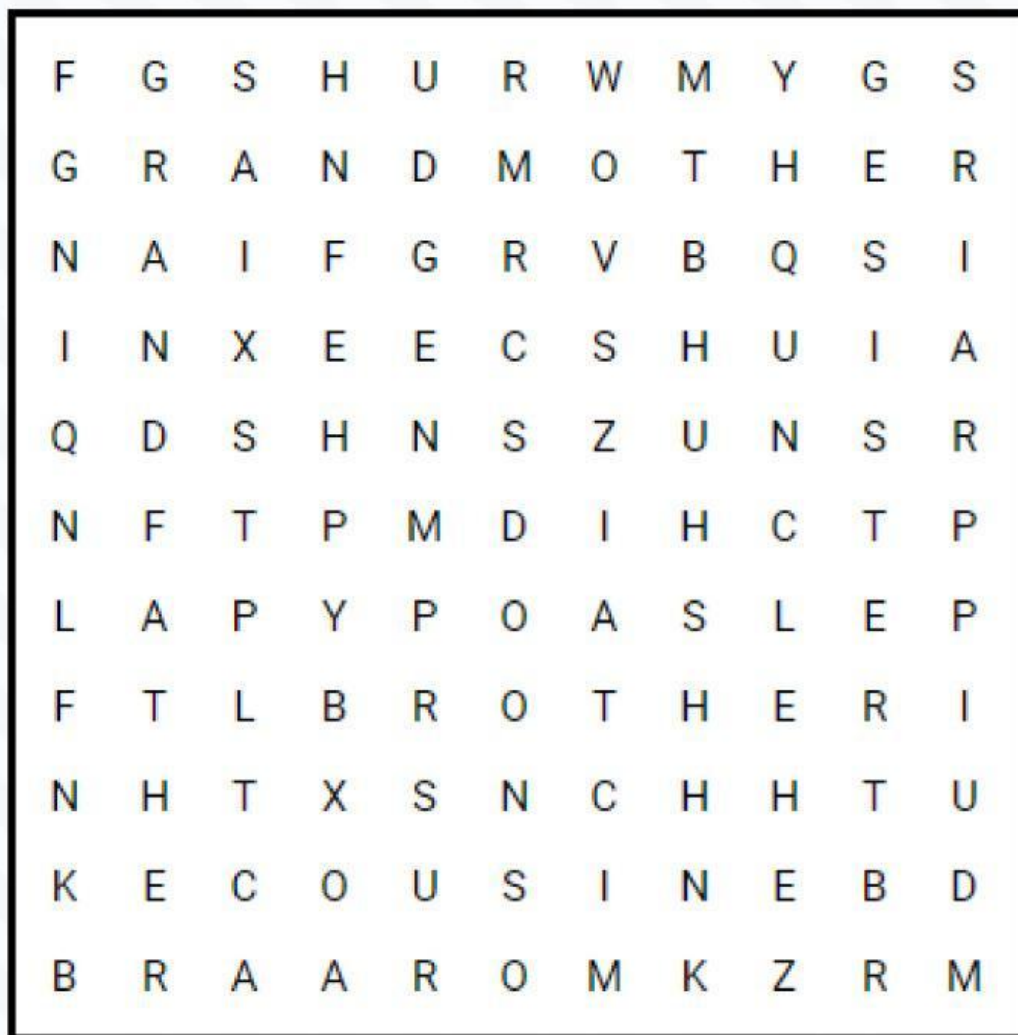 F G S H U R W M Y G S
G R A N D M O T H E R
N A I F G R V B Q S I
I N X E E C S H U I A
Q D S H N S Z U N S R
N F T P M D I H C T P
L A P Y P O A S L E P
F T L B R O T H E R I
N H T X S N C H H T U
K E C O U S I N E B D
B R A A R O M K Z R M